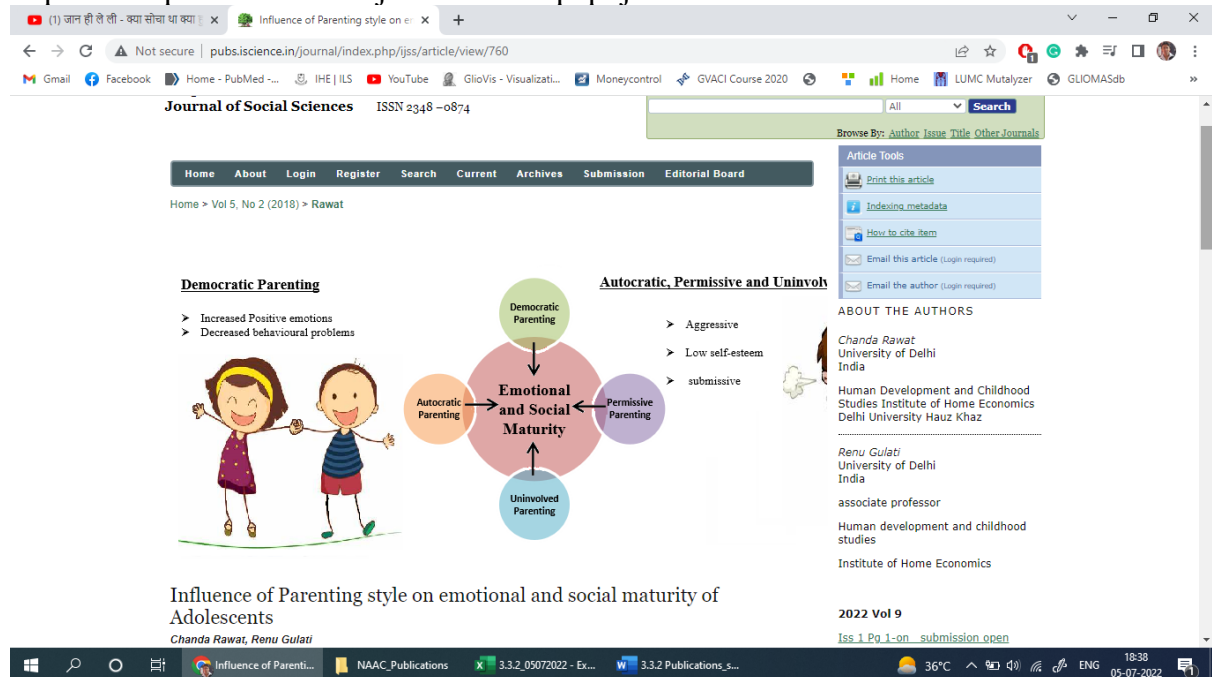 (1) जान ही ले ली - क्या सोचा था क्या
Influence of Parenting style on e
Not secure | pubs.iscience.in/journal/index.php/ijss/article/view/760
Gmail Facebook Home - PubMed -... IHE | ILS YouTube GlioVis - Visualizati... Moneycontrol GVACI Course 2020 Home LUMC Mutalyzer GLIOMASdb »
Journal of Social Sciences ISSN 2348 –0874
All Search
Browse By: Author Issue Title Other Journals
Home About Login Register Search Current Archives Submission Editorial Board
Home > Vol 5, No 2 (2018) > Rawat
Democratic Parenting
➤ Increased Positive emotions
➤ Decreased behavioural problems
Democratic
Parenting
Autocratic
Parenting
Emotional
and Social
Maturity
Permissive
Parenting
Uninvolved
Parenting
Autocratic, Permissive and Uninvolv
➤ Aggressive
➤ Low self-esteem
➤ submissive
Influence of Parenting style on emotional and social maturity of
Adolescents
Chanda Rawat, Renu Gulati
Article Tools
Print this article
Indexing metadata
How to cite item
Email this article (Login required)
Email the author (Login required)
ABOUT THE AUTHORS
Chanda Rawat
University of Delhi
India
Human Development and Childhood
Studies Institute of Home Economics
Delhi University Hauz Khaz
Renu Gulati
University of Delhi
India
associate professor
Human development and childhood
studies
Institute of Home Economics
2022 Vol 9
Iss 1 Pg 1-on submission open
Influence of Parenti... NAAC_Publications 3.3.2_05072022 - Ex... 3.3.2 Publications_s... 36°C ENG
18:38
05-07-2022